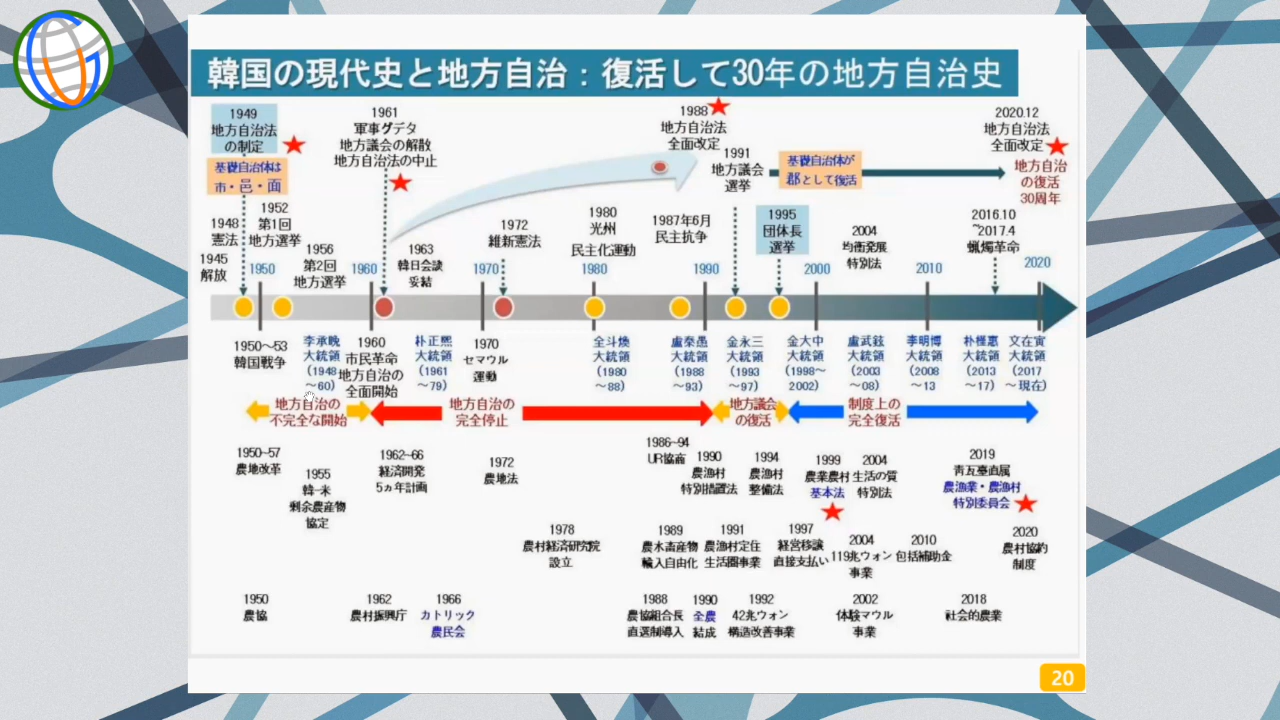 韓国の現代史と地方自治：復活して30年の地方自治史
1949
地方自治法
の制定
基礎自治体は
市・邑・面
1961
軍事グデタ
地方議会の解散
地方自治法の中止
1988
地方自治法
全面改定
1991
地方議会
選挙
基礎自治体が
郡として復活
2020.12
地方自治法
全面改定
地方自治
の復活
30周年
1948
憲法
1952
第1回
地方選挙
1945
解放
1956
第2回
地方選挙
1963
韓日会談
妥結
1972
維新憲法
1980
光州
民主化運動
1987年6月
民主抗争
1995
団体長
選挙
2004
均衡発展
特別法
2016.10
~2017.4
蝋燭革命
1950
1960
1970
1980
1990
2000
2010
2020
1950～53
韓国戦争
李承晩
大統領
(1948
～60)
1960
市民革命
地方自治の
全面開始
朴正熙
大統領
(1961
～79)
1970
セマウル
運動
全斗煥
大統領
(1980
～88)
盧泰愚
大統領
(1988
～93)
金永三
大統領
(1993
～97)
金大中
大統領
(1998～
2002)
盧武鉉
大統領
(2003
～08)
李明博
大統領
(2008
～13
朴槿恵
大統領
(2013
～17)
文在寅
大統領
(2017
～現在)
地方自治の
不完全な開始
地方自治の
完全停止
地方議会
の復活
制度上の
完全復活
1950~57
農地改革
1955
韓-米
剰余農産物
協定
1962~66
経済開発
5ヵ年計画
1972
農地法
1986~94
UR協商
1990
農漁村
特別措置法
1994
農漁村
整備法
1999
農業農村
基本法
2004
生活の質
特別法
2019
青瓦臺直属
農漁業・農漁村
特別委員会
1978
農村経済研究院
設立
1989
農水畜産物
輸入自由化
1991
農漁村定住
生活圏事業
1997
経営移譲
直接支払い
2004
119兆ウォン
事業
2010
包括補助金
2020
農村協約
制度
1950
農協
1962
農村振興庁
1966
カトリック
農民会
1988
農協組合長
直選制導入
1990
全農
結成
1992
42兆ウォン
構造改善事業
2002
体験マウル
事業
2018
社会的農業
20